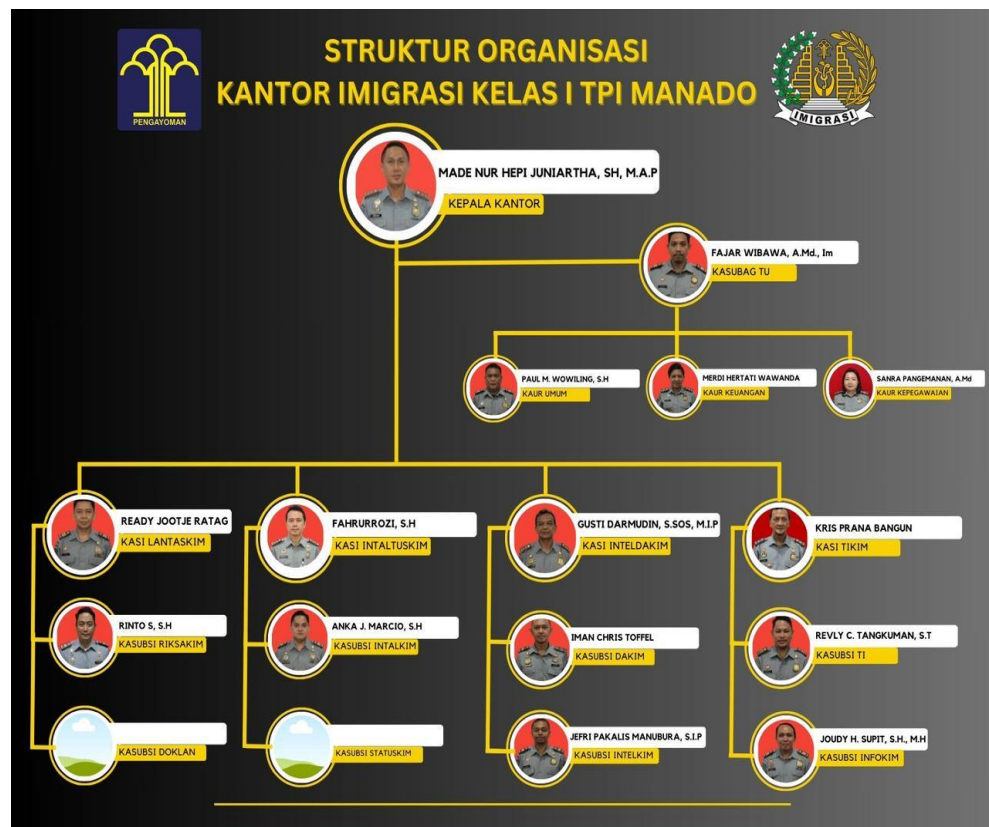 STRUKTUR ORGANISASI
KANTOR IMIGRASI KELAS I TPI MANADO
PENGAYOMAN
IMIGRASI
MADE NUR HEPI JUNIARTHA, SH, M.A.P
KEPALA KANTOR
FAJAR WIBAWA, A.Md., Im
KASUBAG TU
PAUL M. WOWILING, S.H
KAUR UMUM
MERDI HERTATI WAWANDA
KAUR KEUANGAN
SANRA PANGEMANAN, A.Md
KAUR KEPEGAWAIAN
READY JOOTJE RATAG
KASI LANTASKIM
FAHRURROZI, S.H
KASI INTALTUSKIM
GUSTI DARMUDIN, S.SOS, M.I.P
KASI INTELDAKIM
KRIS PRANA BANGUN
KASI TIKIM
RINTO S, S.H
KASUBSI RIKSAKIM
ANKA J. MARCIO, S.H
KASUBSI INTALKIM
IMAN CHRIS TOFFEL
KASUBSI DAKIM
REVLY C. TANGKUMAN, S.T
KASUBSI TI
KASUBSI DOKLAN
KASUBSI STATUSKIM
JEFRI PAKALIS MANUBURA, S.I.P
KASUBSI INTELKIM
JOUDY H. SUPIT, S.H., M.H
KASUBSI INFOKIM